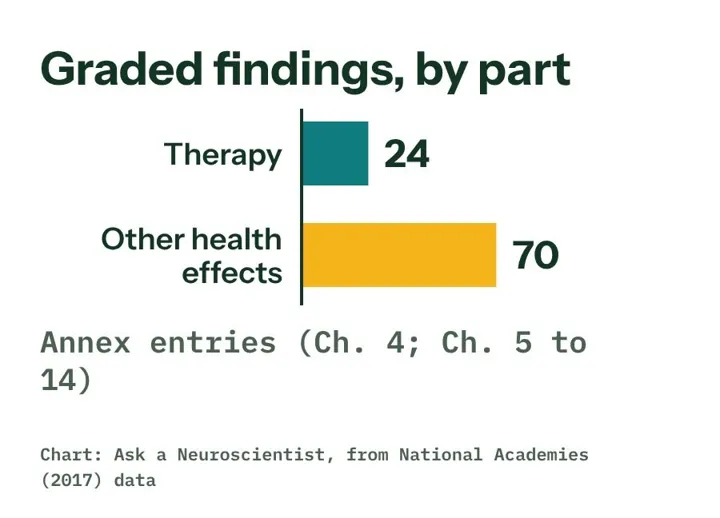 Graded findings, by part
Therapy
24
Other health
effects
70
Annex entries (Ch. 4; Ch. 5 to
14)
Chart: Ask a Neuroscientist, from National Academies
(2017) data